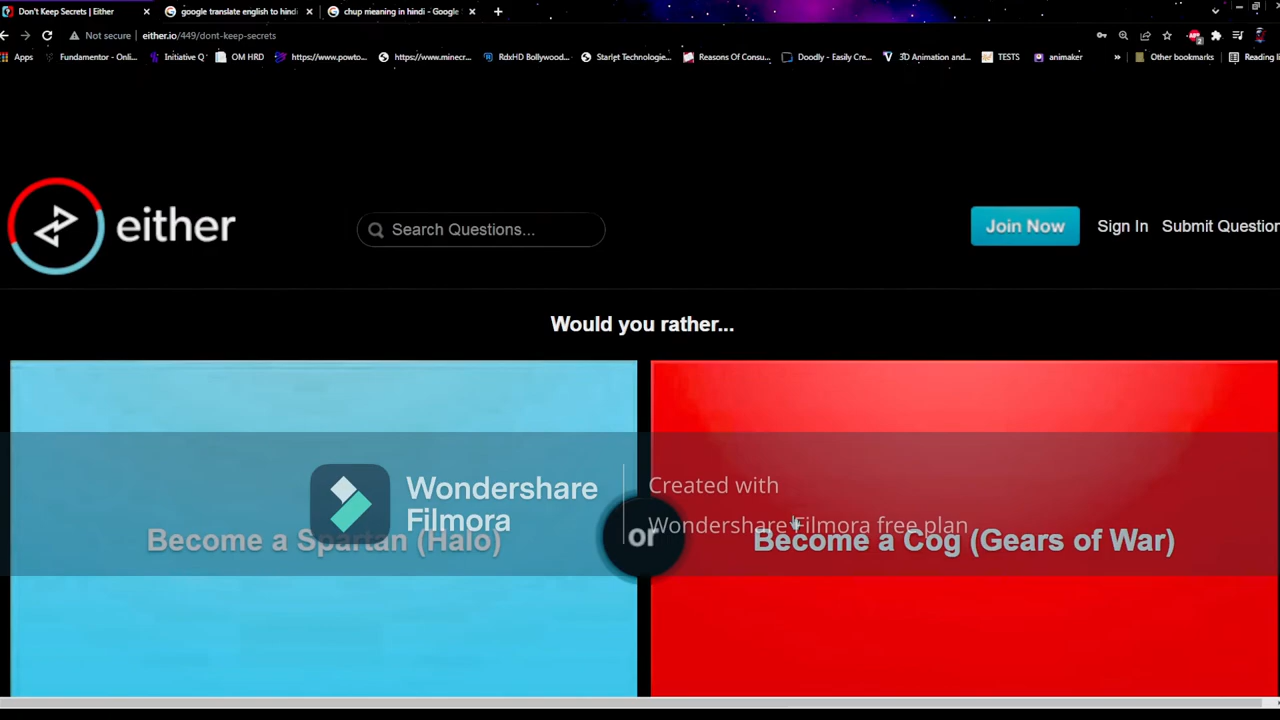 Don't Keep Secrets | Either
google translate english to hindi
chup meaning in hindi - Google
Not secure
either.io/449/dont-keep-secrets
Apps
Fundamentor - Onli...
Initiative Q
OM HRD
https://www.powto...
https://www.minecr...
RdxHD Bollywood...
Starlet Technologie...
Reasons Of Consu...
Doodly - Easily Cre...
3D Animation and...
TESTS
animaker
»
Other bookmarks
Reading li
either
Search Questions...
Join Now
Sign In
Submit Question
Would you rather...
Wondershare
Filmora
Created with
Wondershare Filmora free plan
Become a Spartan (Halo)
or
Become a Cog (Gears of War)